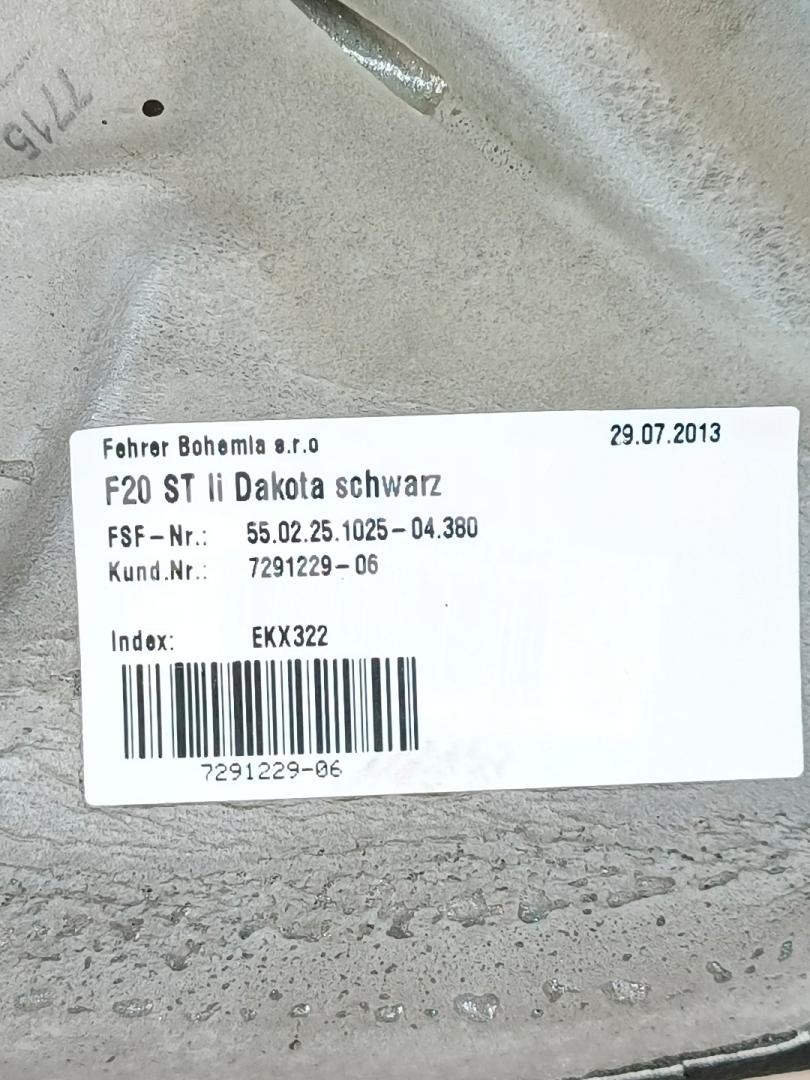 7715
Fehrer Bohemia s.r.o
29.07.2013
F20 ST li Dakota schwarz
FSF-Nr.: 55.02.25.1025-04.380
Kund.Nr.: 7291229-06
Index: EKX322
7291229-06